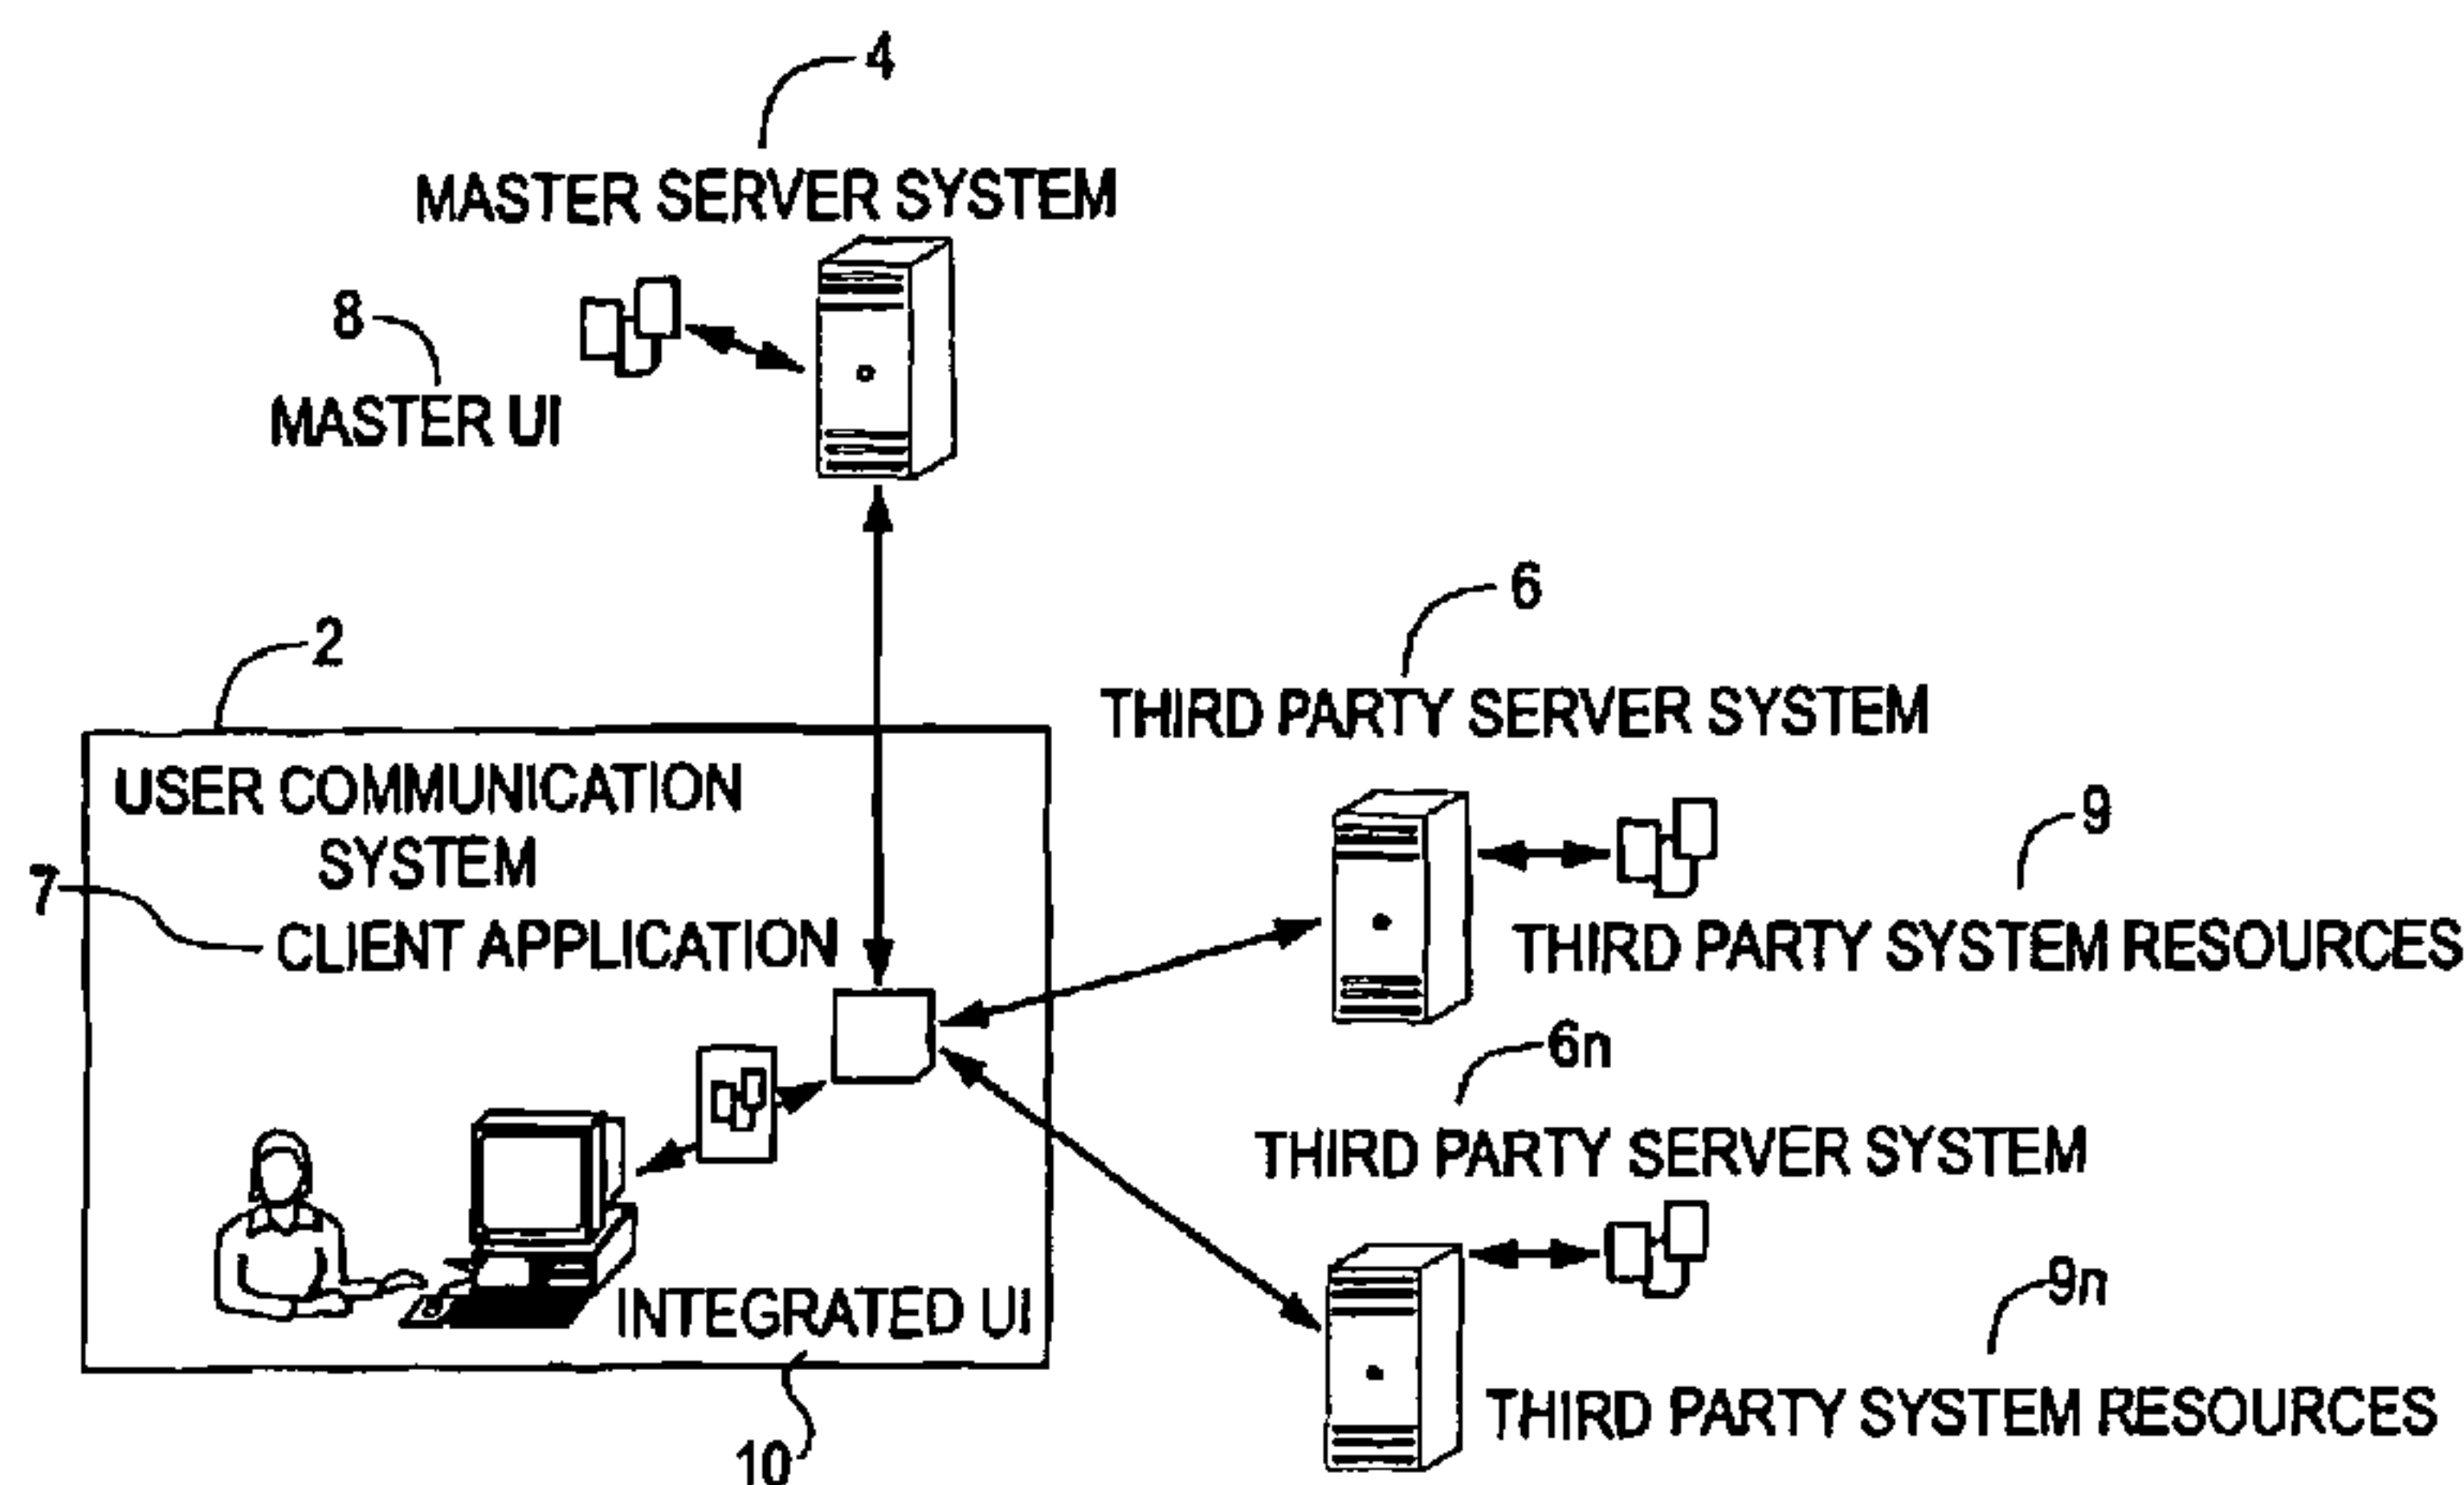 4
MASTER SERVER SYSTEM
8
MASTER UI
6
2
THIRD PARTY SERVER SYSTEM
USER COMMUNICATION
SYSTEM
9
7
CLIENT APPLICATION
THIRD PARTY SYSTEM RESOURCES
6n
THIRD PARTY SERVER SYSTEM
9n
INTEGRATED UI
THIRD PARTY SYSTEM RESOURCES
10